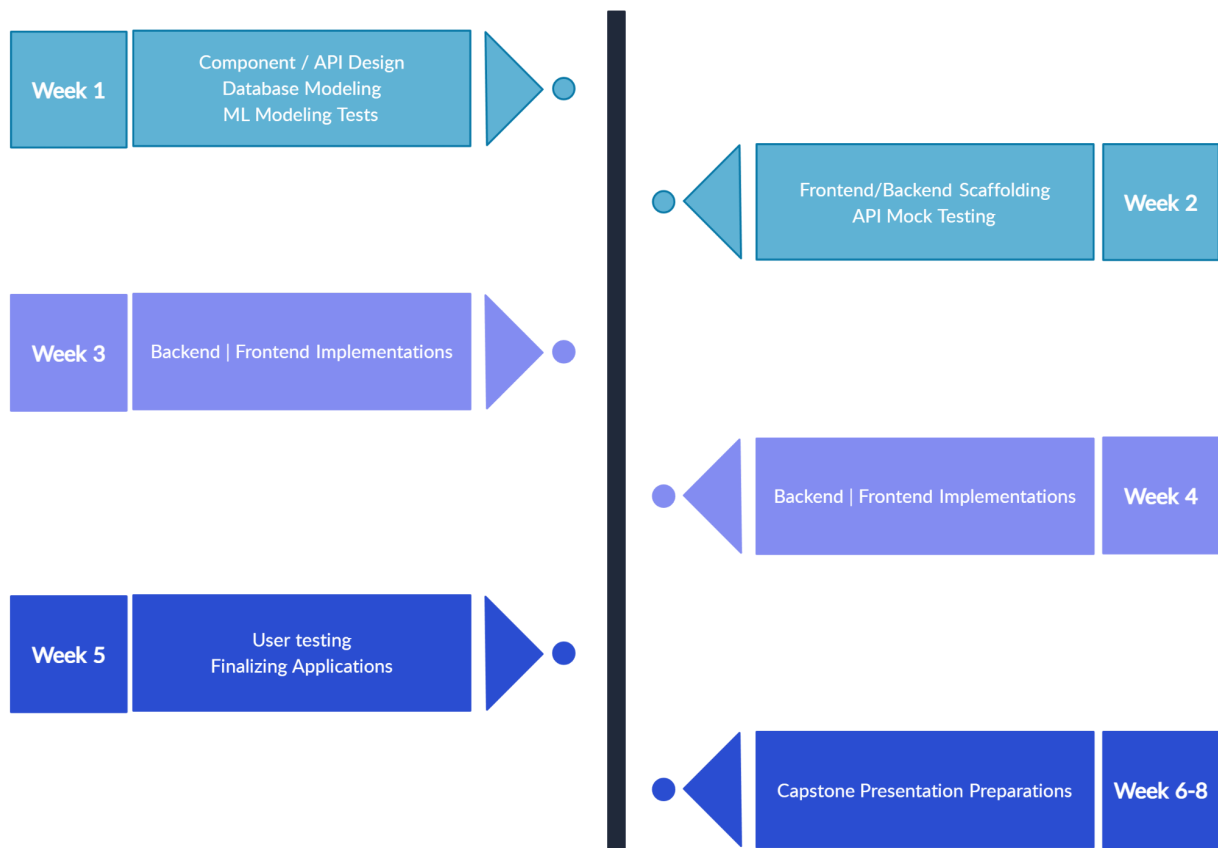 Week 1
Component / API Design
Database Modeling
ML Modeling Tests
Frontend/Backend Scaffolding
API Mock Testing
Week 2
Week 3
Backend | Frontend Implementations
Backend | Frontend Implementations
Week 4
Week 5
User testing
Finalizing Applications
Capstone Presentation Preparations
Week 6-8